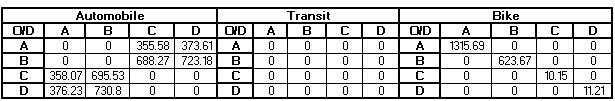 Automobile Transit Bike
O/D A B C D O/D A B C D O/D A B C D
A 0 0 355.58 373.61 A 0 0 0 0 A 1315.69 0 0 0
B 0 0 688.27 723.18 B 0 0 0 0 B 0 623.67 0 0
C 358.07 695.53 0 0 C 0 0 0 0 C 0 0 10.15 0
D 376.23 730.8 0 0 D 0 0 0 0 D 0 0 0 11.21